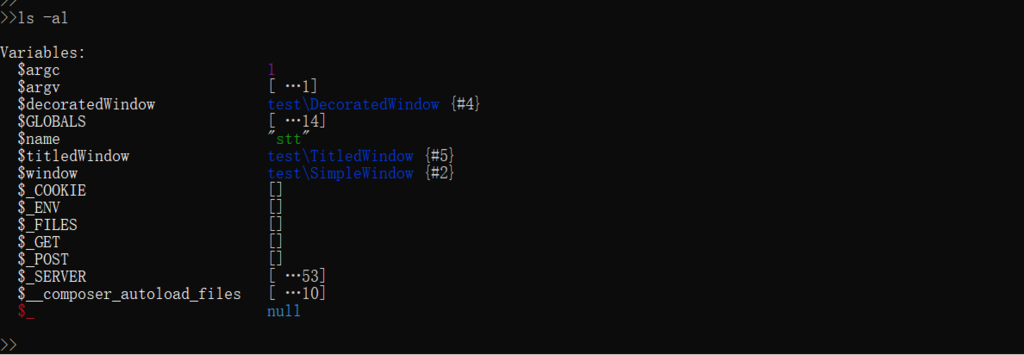 >>
>>ls -al
Variables:
$argc 1
$argv [ …1]
$decoratedWindow test\DecoratedWindow {#4}
$GLOBALS [ …14]
$name "stt"
$titledWindow test\TitledWindow {#5}
$window test\SimpleWindow {#2}
$_COOKIE []
$_ENV []
$_FILES []
$_GET []
$_POST []
$_SERVER [ …53]
$__composer_autoload_files [ …10]
$_ null
>>